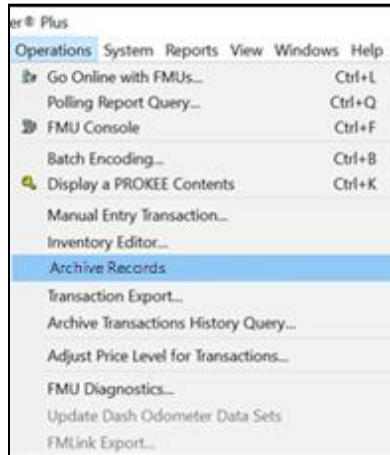 er® Plus
Operations System Reports View Windows Help
Go Online with FMUs... Ctrl+L
Polling Report Query... Ctrl+Q
FMU Console Ctrl+F
Batch Encoding... Ctrl+B
Display a PROKEE Contents Ctrl+K
Manual Entry Transaction...
Inventory Editor...
Archive Records
Transaction Export...
Archive Transactions History Query...
Adjust Price Level for Transactions...
FMU Diagnostics...
Update Dash Odometer Data Sets
FMLink Export...